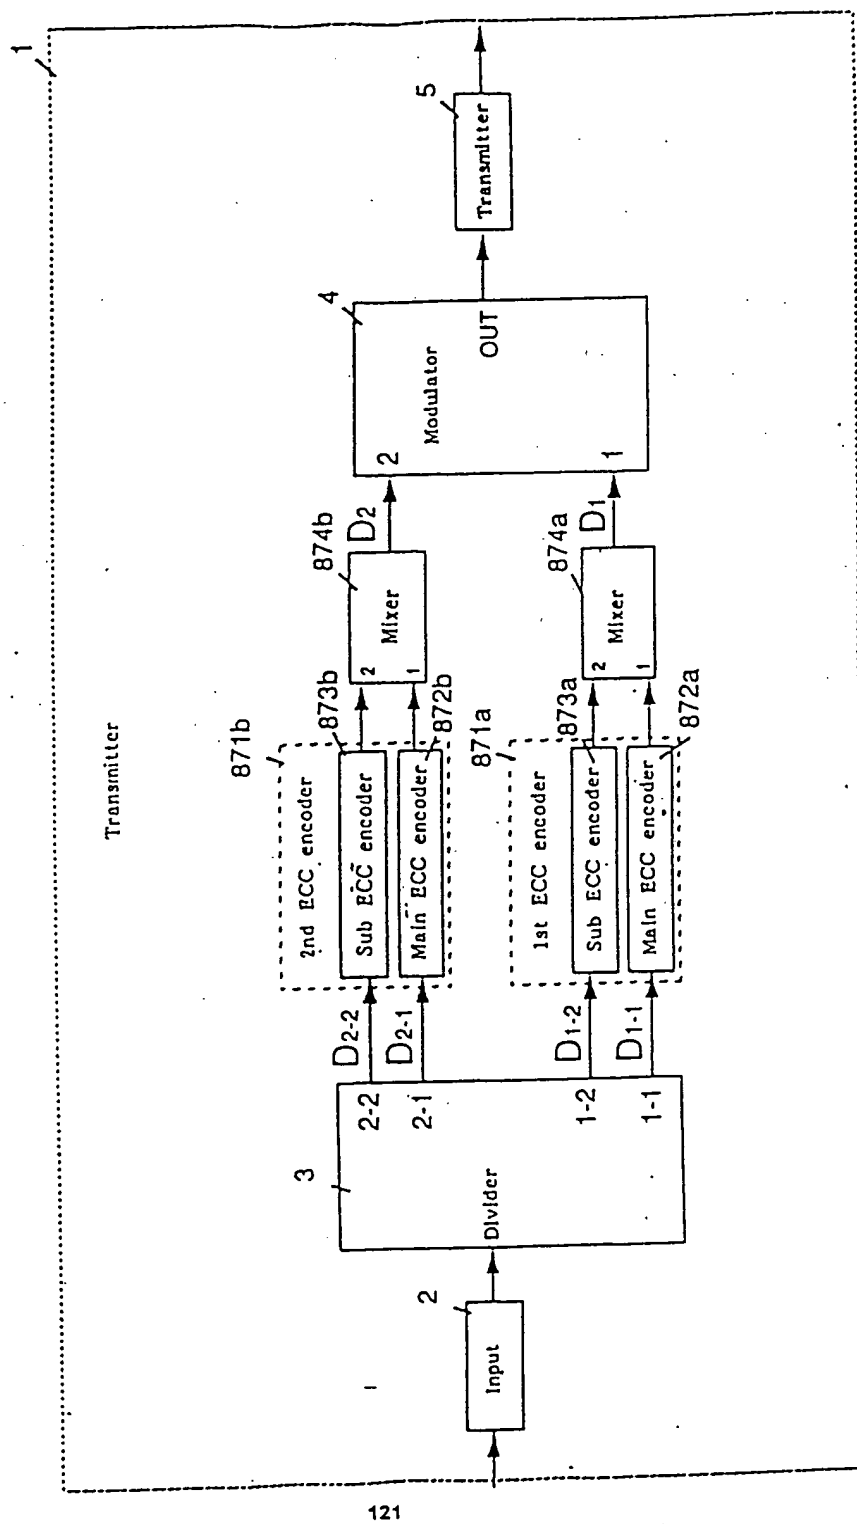 1
Transmitter
Input
2
Divider
3
2-2
2-1
1-2
1-1
D2-2
D2-1
D1-2
D1-1
871b
2nd ECC encoder
Sub ECC encoder
873b
Main ECC encoder
872b
871a
1st ECC encoder
Sub ECC encoder
873a
Main ECC encoder
872a
874b
Mixer
2
1
874a
Mixer
2
1
D2
D1
4
Modulator
2
1
OUT
5
Transmitter
121